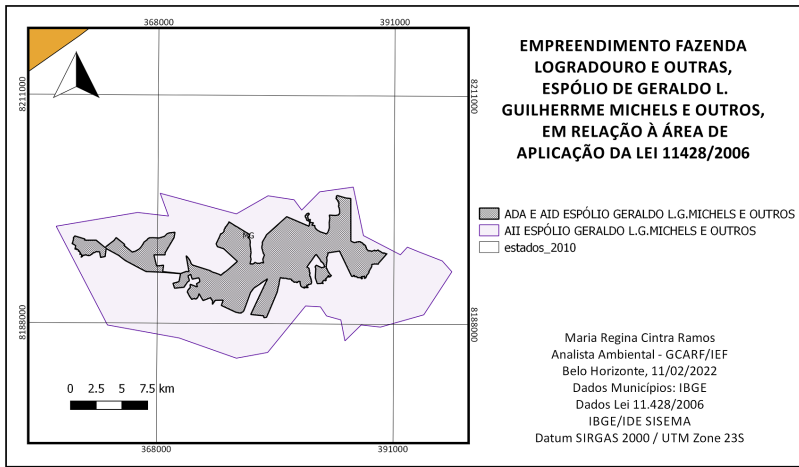 368000
391000
8211000
8211000
MG
8188000
8188000
0 2.5 5 7.5 km
368000
391000
EMPREENDIMENTO FAZENDA
LOGRADOURO E OUTRAS,
ESPÓLIO DE GERALDO L.
GUILHERRME MICHELS E OUTROS,
EM RELAÇÃO À ÁREA DE
APLICAÇÃO DA LEI 11428/2006
ADA E AID ESPÓLIO GERALDO L.G.MICHELS E OUTROS
AII ESPÓLIO GERALDO L.G.MICHELS E OUTROS
estados_2010
Maria Regina Cintra Ramos
Analista Ambiental - GCARF/IEF
Belo Horizonte, 11/02/2022
Dados Municípios: IBGE
Dados Lei 11.428/2006
IBGE/IDE SISEMA
Datum SIRGAS 2000 / UTM Zone 23S